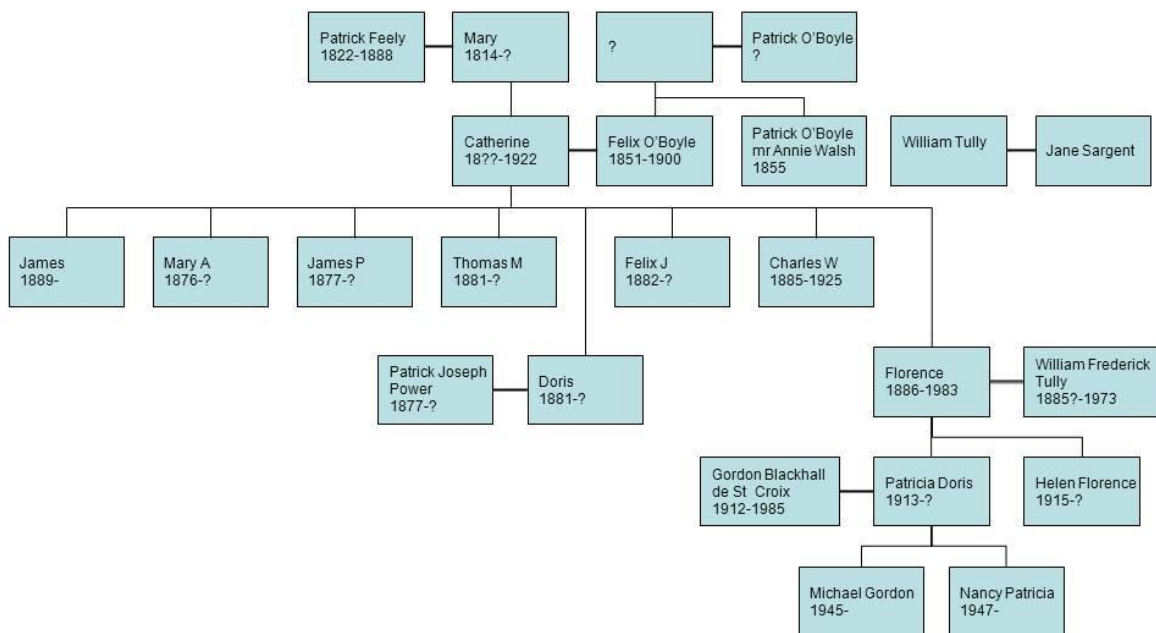 Patrick Feely
1822-1888
Mary
1814-?
?
Patrick O'Boyle
?
Catherine
18??-1922
Felix O'Boyle
1851-1900
Patrick O'Boyle
mr Annie Walsh
1855
William Tully
Jane Sargent
James
1889-
Mary A
1876-?
James P
1877-?
Thomas M
1881-?
Felix J
1882-?
Charles W
1885-1925
Patrick Joseph
Power
1877-?
Doris
1881-?
Florence
1886-1983
William Frederick
Tully
1885?-1973
Gordon Blackhall
de St Croix
1912-1985
Patricia Doris
1913-?
Helen Florence
1915-?
Michael Gordon
1945-
Nancy Patricia
1947-